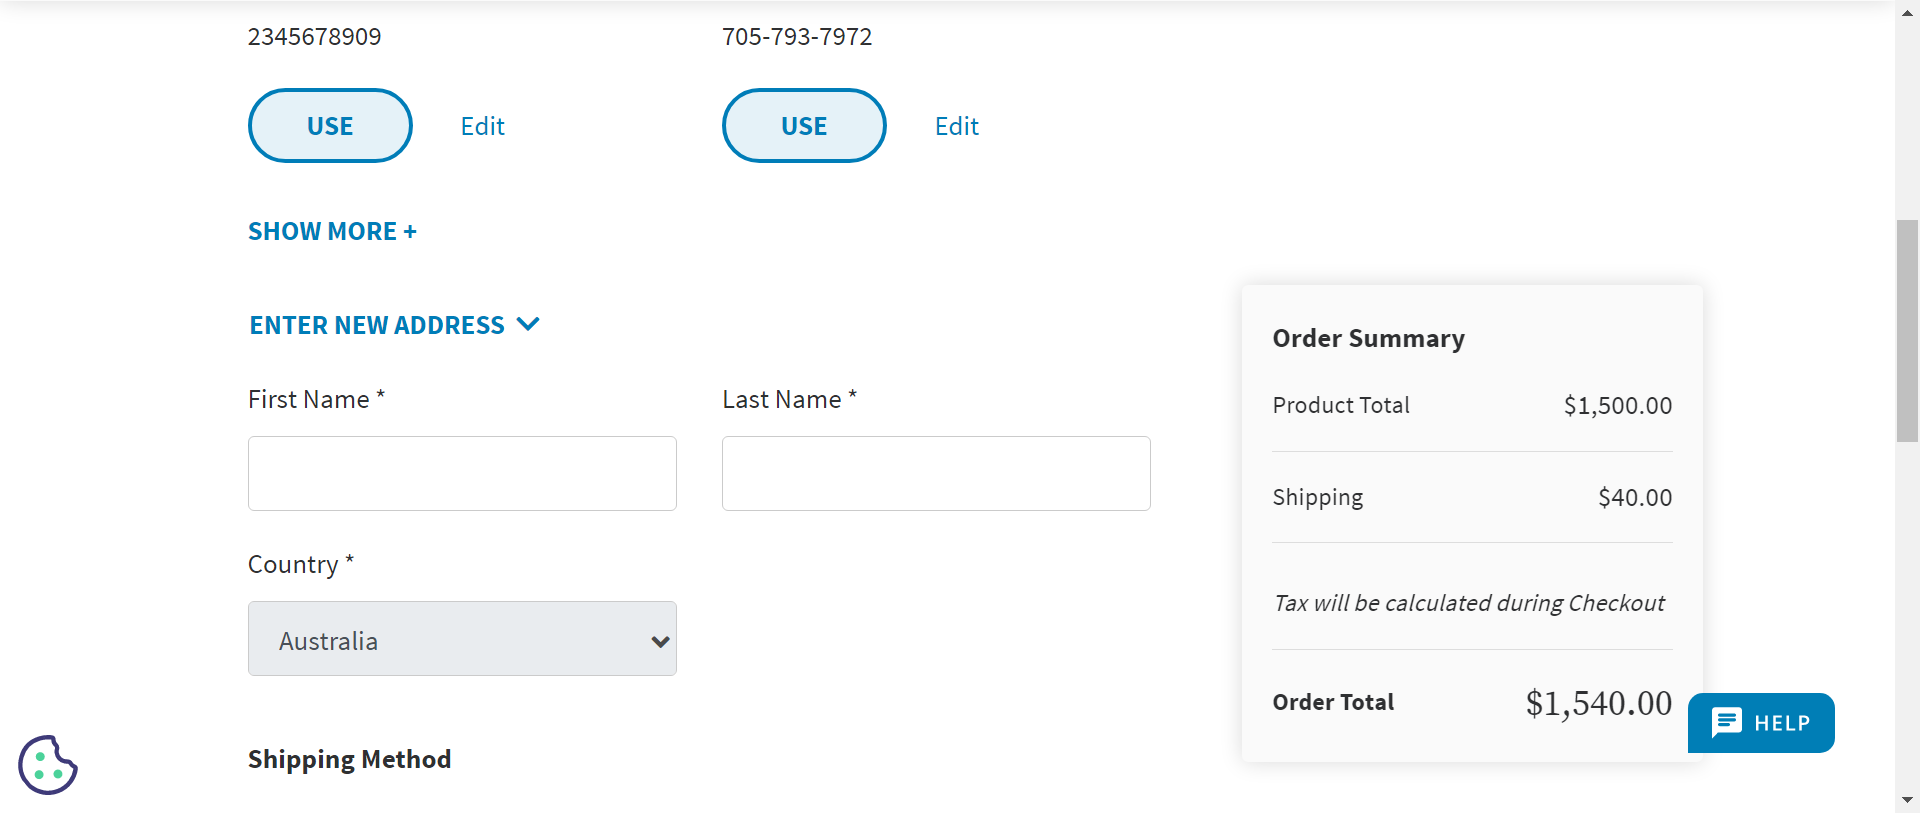 2345678909
705-793-7972
USE
Edit
USE
Edit
SHOW MORE +
ENTER NEW ADDRESS
First Name *
Last Name *
Country *
Australia
Shipping Method
Order Summary
Product Total $1,500.00
Shipping $40.00
Tax will be calculated during Checkout
Order Total $1,540.00
HELP